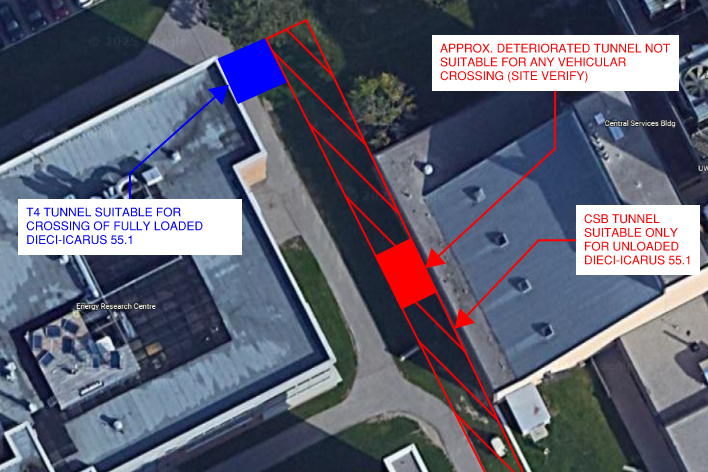 APPROX. DETERIORATED TUNNEL NOT
SUITABLE FOR ANY VEHICULAR
CROSSING (SITE VERIFY)
Central Services Bldg
UW
T4 TUNNEL SUITABLE FOR
CROSSING OF FULLY LOADED
DIECI-ICARUS 55.1
CSB TUNNEL
SUITABLE ONLY
FOR UNLOADED
DIECI-ICARUS 55.1
Energy Research Centre